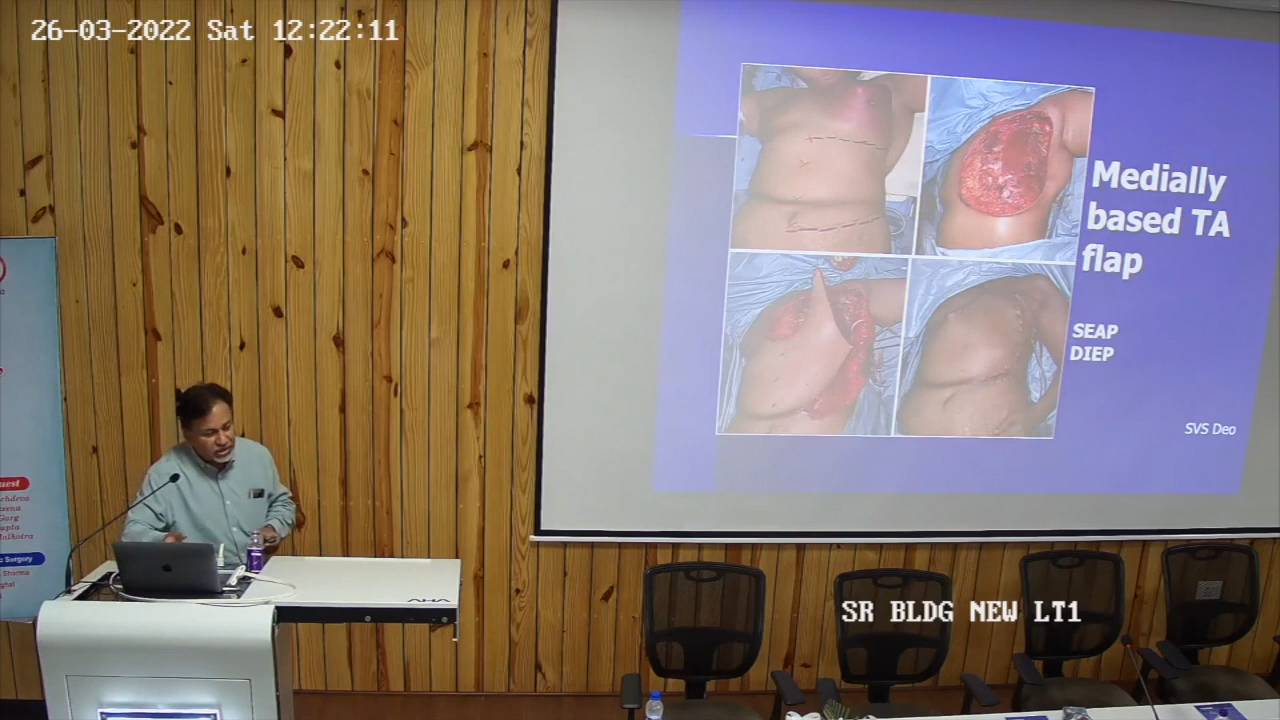 26-03-2022 Sat 12:22:11
Medially
based TA
flap
SEAP
DIEP
SVS Deo
SR BLDG NEW LT1